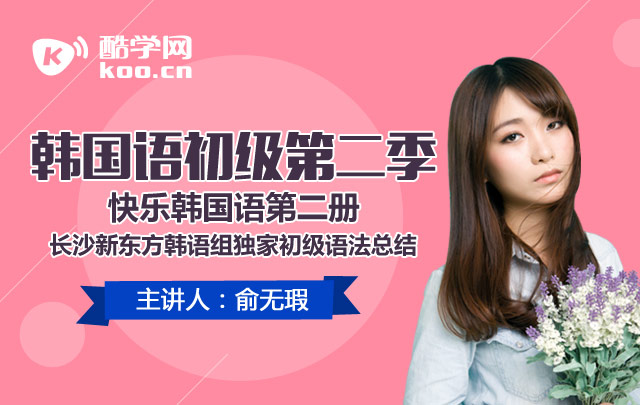 酷学网
koo.cn
韩国语初级第二季
快乐韩国语第二册
长沙新东方韩语组独家初级语法总结
主讲人：俞无瑕